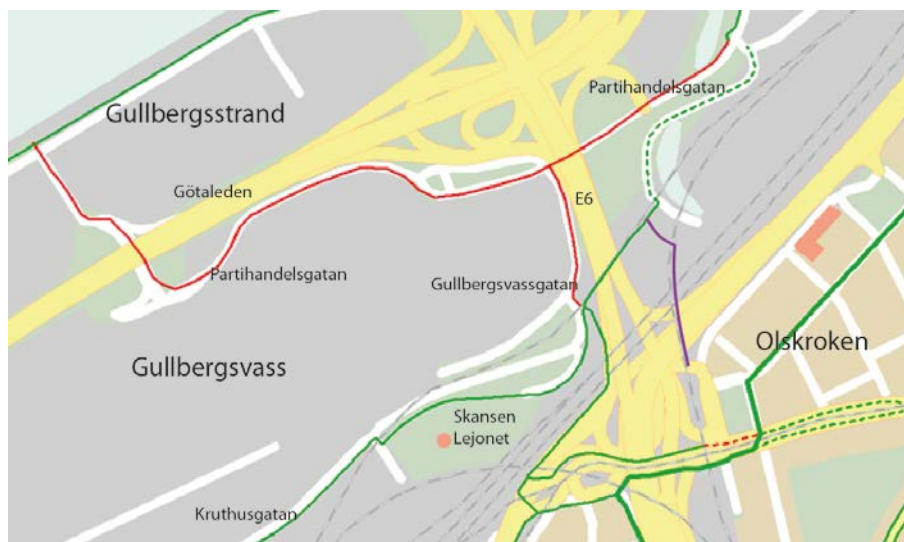 Partihandelsgatan
Gullbergsstrand
Götaleden
E6
Partihandelsgatan
Gullbergsvassgatan
Olskroken
Gullbergsvass
Skansen
Lejonet
Kruthusgatan